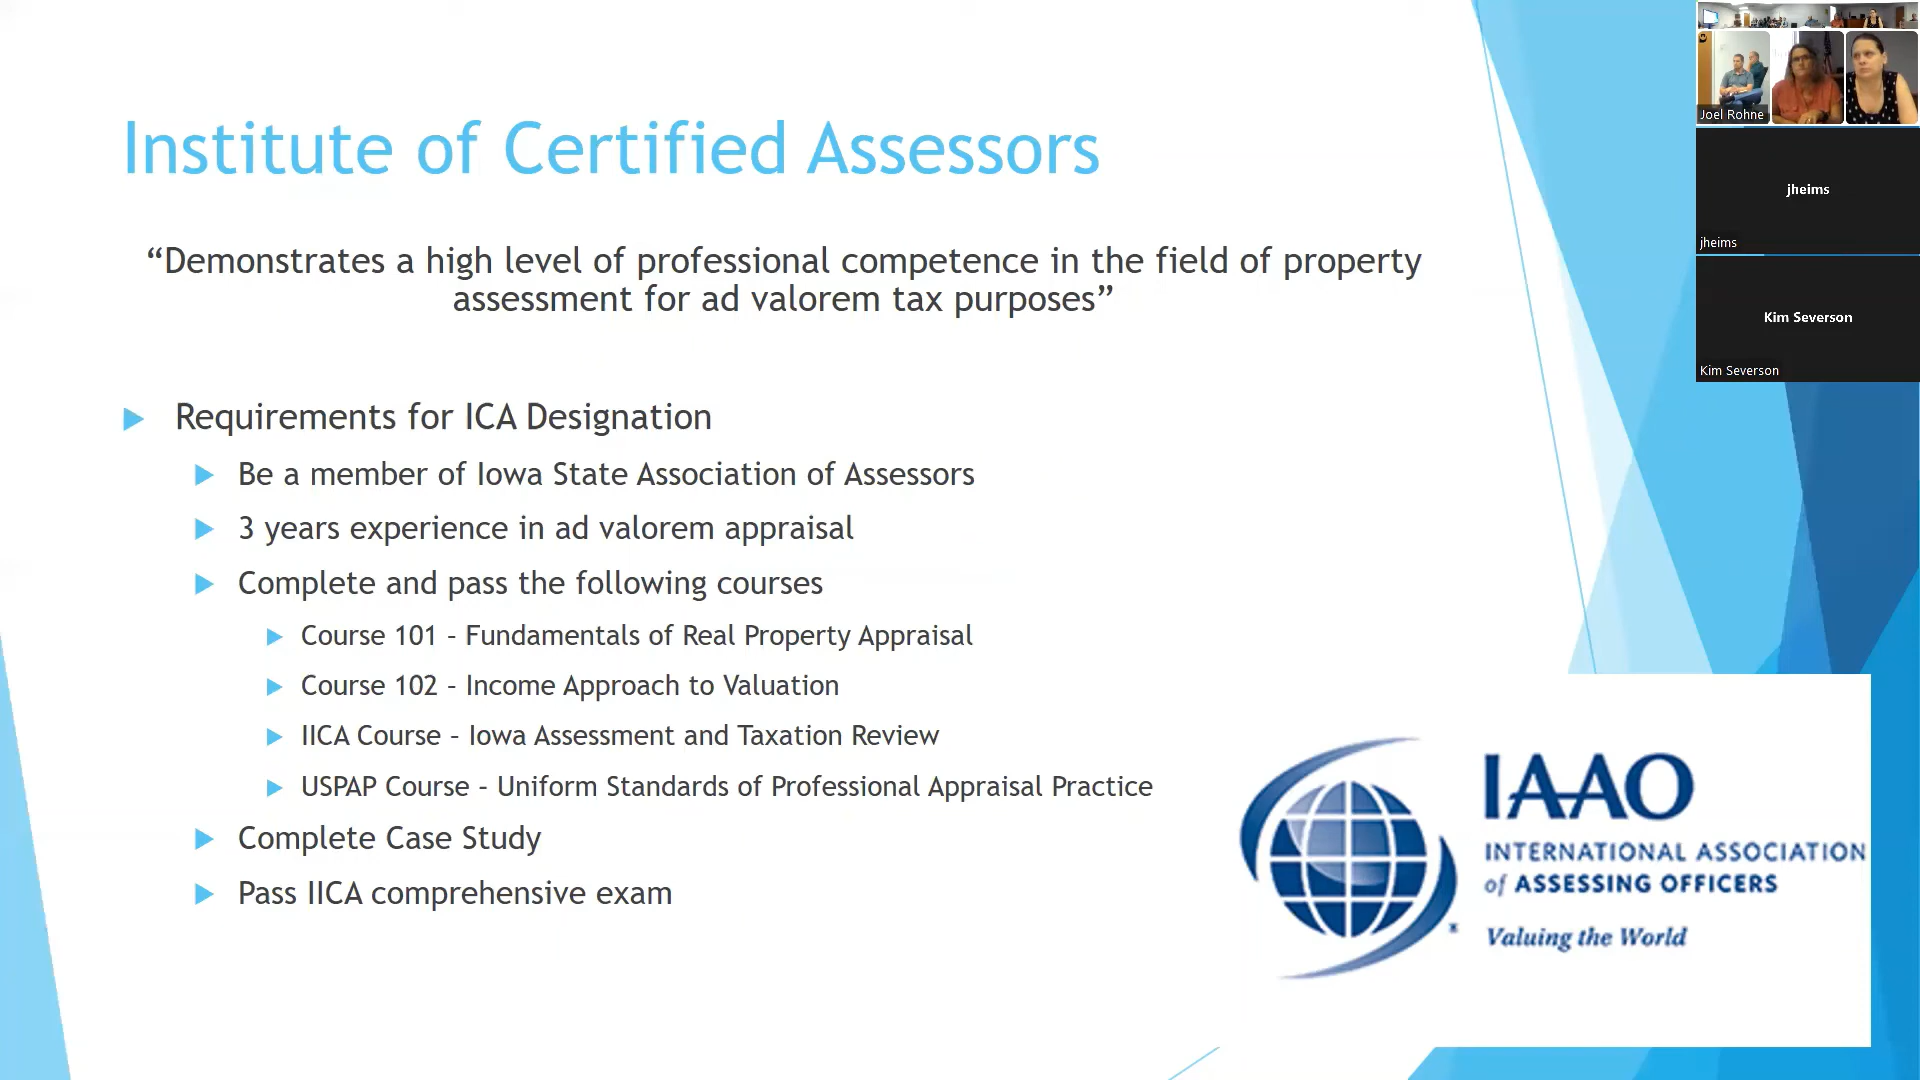 Institute of Certified Assessors
“Demonstrates a high level of professional competence in the field of property
assessment for ad valorem tax purposes”
Requirements for ICA Designation
Be a member of Iowa State Association of Assessors
3 years experience in ad valorem appraisal
Complete and pass the following courses
Course 101 – Fundamentals of Real Property Appraisal
Course 102 – Income Approach to Valuation
IICA Course – Iowa Assessment and Taxation Review
USPAP Course – Uniform Standards of Professional Appraisal Practice
Complete Case Study
Pass IICA comprehensive exam
IAAO
INTERNATIONAL ASSOCIATION
of ASSESSING OFFICERS
Valuing the World
Joel Rohne
jheims
jheims
Kim Severson
Kim Severson